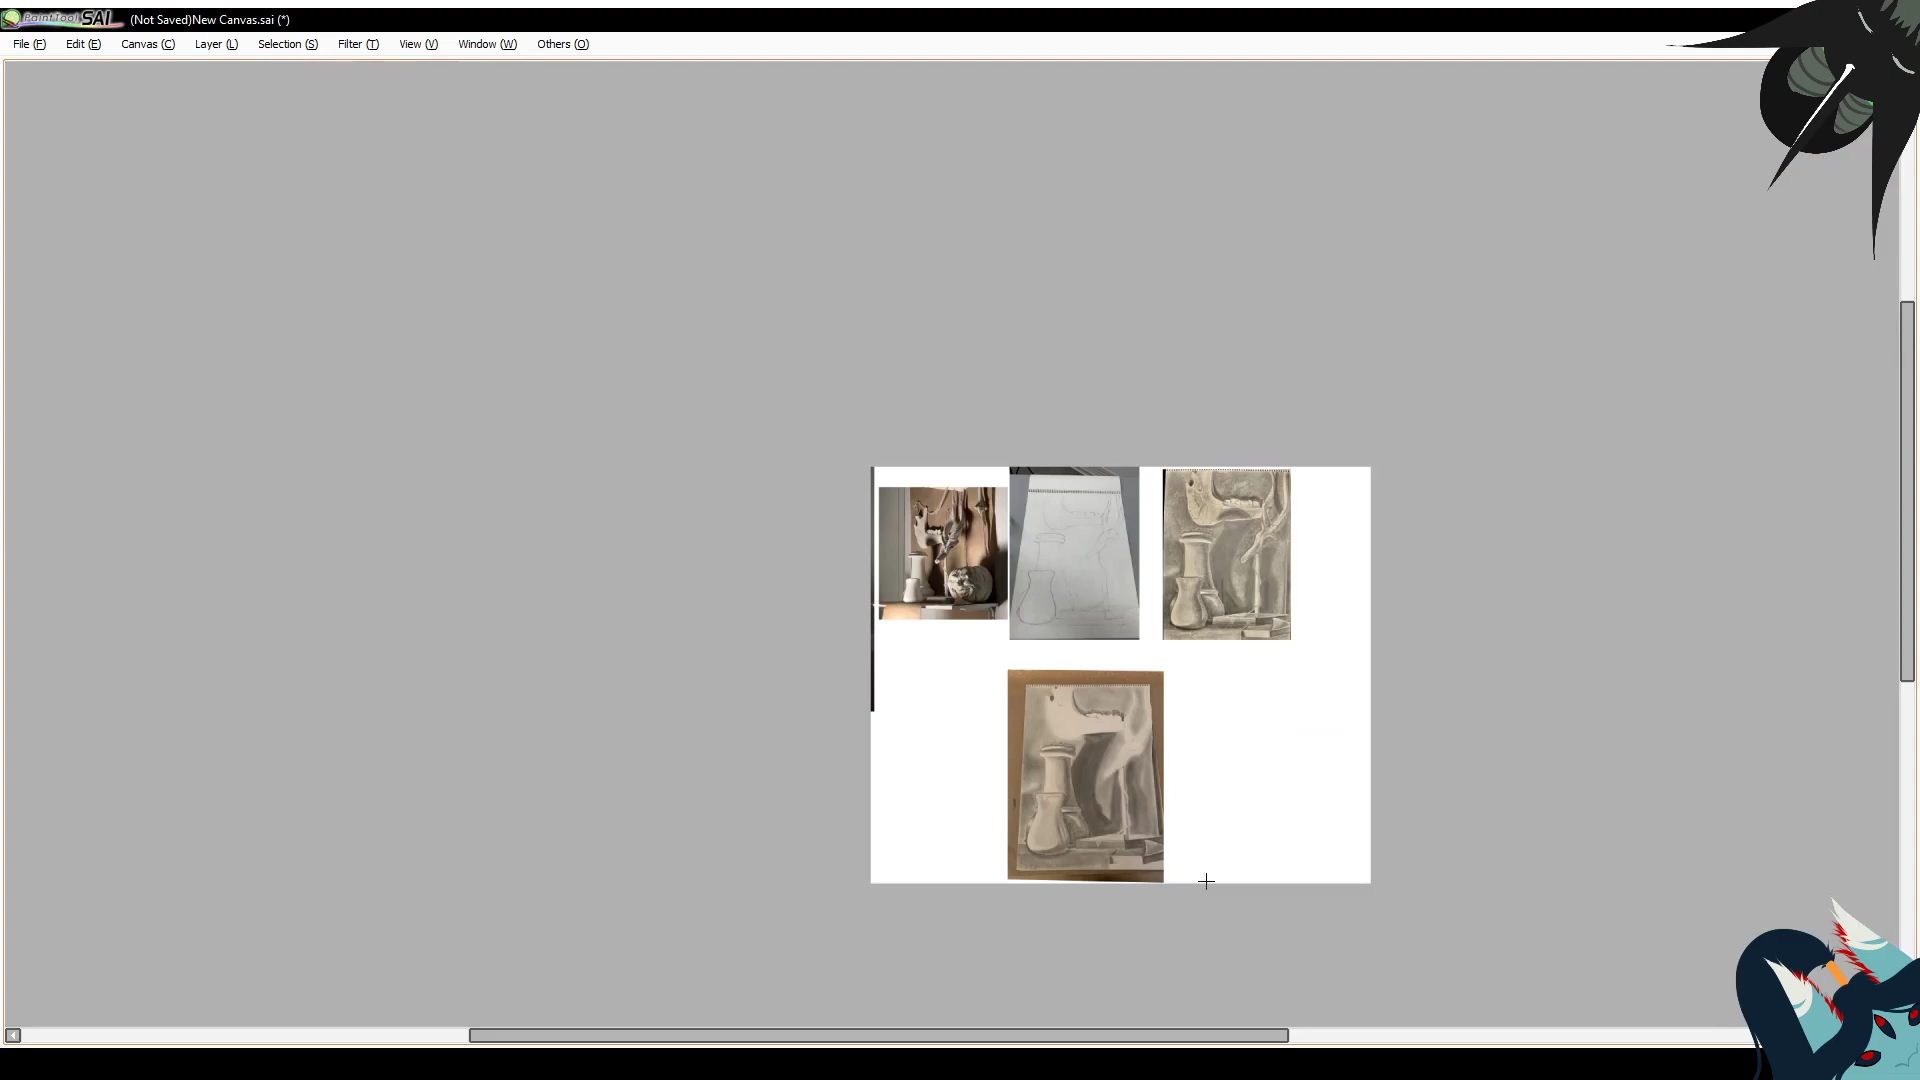 PaintTool SAI (Not Saved)New Canvas.sai (*)
File (F) Edit (E) Canvas (C) Layer (L) Selection (S) Filter (T) View (V) Window (W) Others (O)